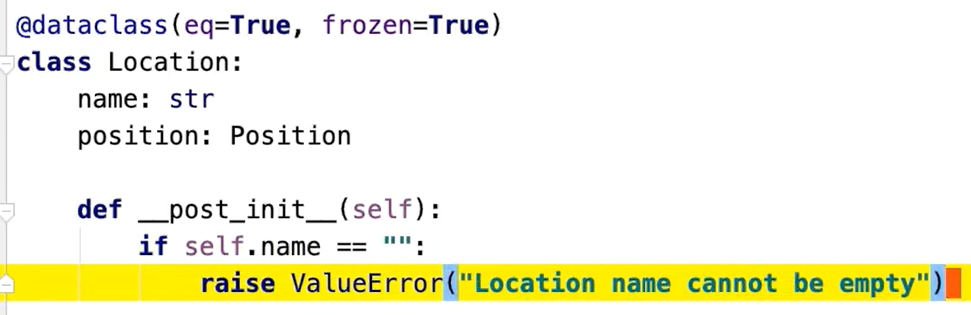 @dataclass(eq=True, frozen=True)
class Location:
    name: str
    position: Position

    def __post_init__(self):
        if self.name == "":
            raise ValueError("Location name cannot be empty")